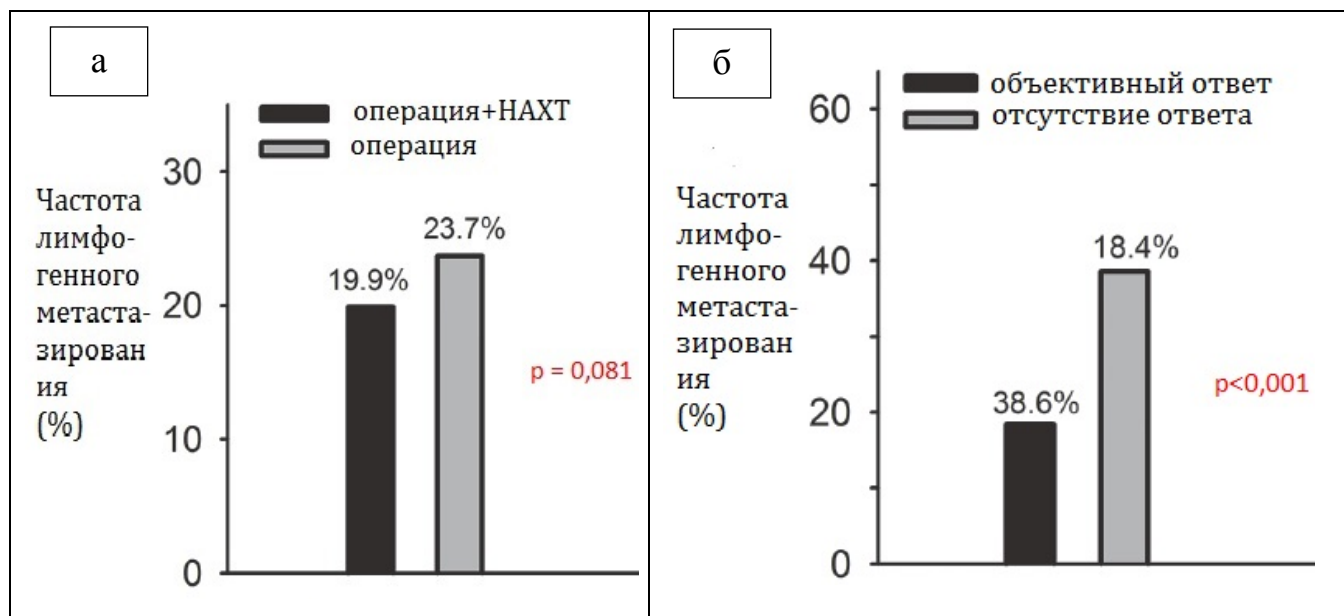 а
операция+НАХТ
операция
Частота
лимфо-
генного
метаста-
зирован
ия
(%)
30
20
10
0
19.9%
23.7%
p = 0,081
б
объективный ответ
отсутствие ответа
Частота
лимфо-
генного
метаста-
зирован
ия
(%)
60
40
20
0
38.6%
18.4%
p<0,001